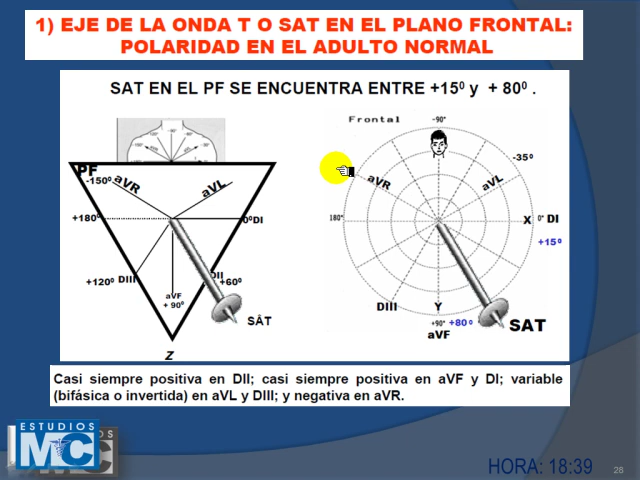 1) EJE DE LA ONDA T O SAT EN EL PLANO FRONTAL:
POLARIDAD EN EL ADULTO NORMAL
SAT EN EL PF SE ENCUENTRA ENTRE +15⁰ y + 80⁰ .
PF
-150⁰
aVR
aVL
+180⁰
0⁰DI
+120⁰ DIII
DII
+60⁰
aVF
+ 90⁰
SÂT
Z
Frontal
-90°
-35⁰
aVR
aVL
180°
X 0° DI
+15⁰
DIII
Y
+90° +80⁰
aVF
SAT
Casi siempre positiva en DII; casi siempre positiva en aVF y DI; variable
(bifásica o invertida) en aVL y DIII; y negativa en aVR.
ESTUDIOS
MC
HORA: 18:39
28